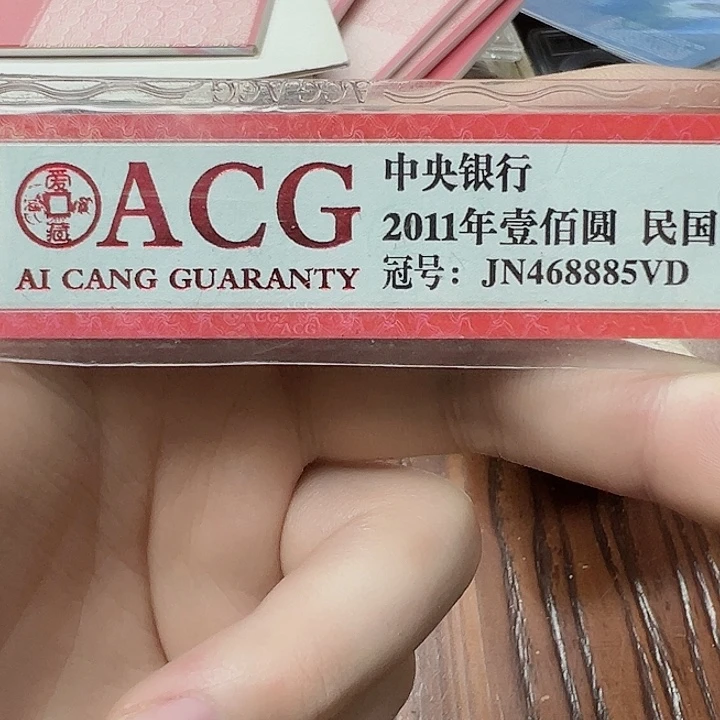 ACG
AI CANG GUARANTY
中央银行
2011年壹佰圆 民国
冠号：JN468885VD